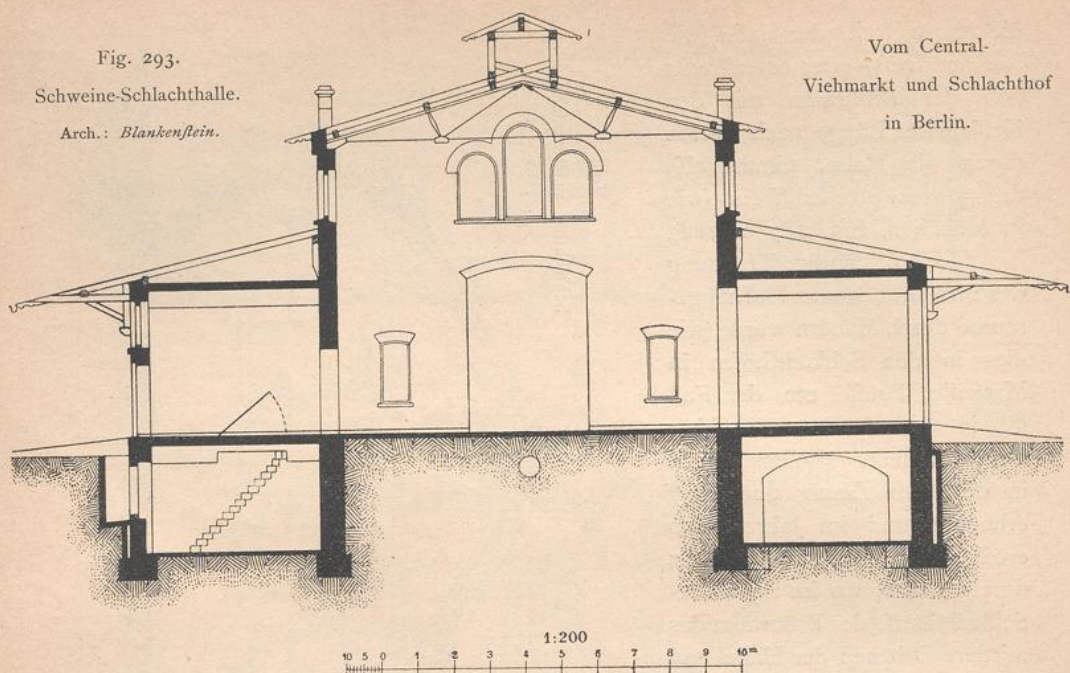 Fig. 293.
Schweine-Schlachthalle.
Arch.: Blankenſtein.
Vom Central-
Viehmarkt und Schlachthof
in Berlin.
1:200
10 5 0 1 2 3 4 5 6 7 8 9 10 m